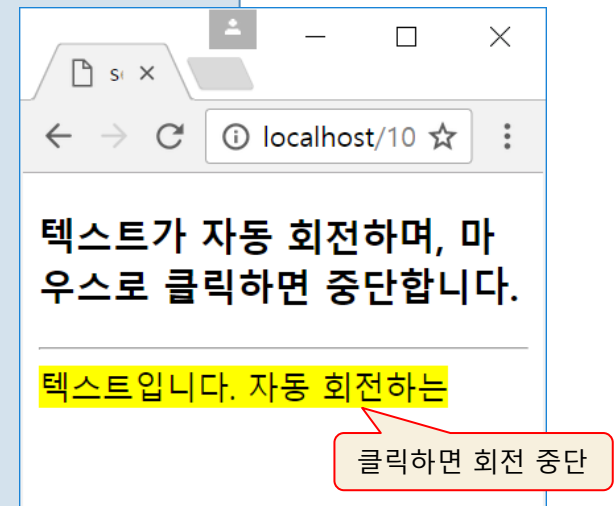 s
localhost/10
텍스트가 자동 회전하며, 마
우스로 클릭하면 중단합니다.
텍스트입니다. 자동 회전하는
클릭하면 회전 중단